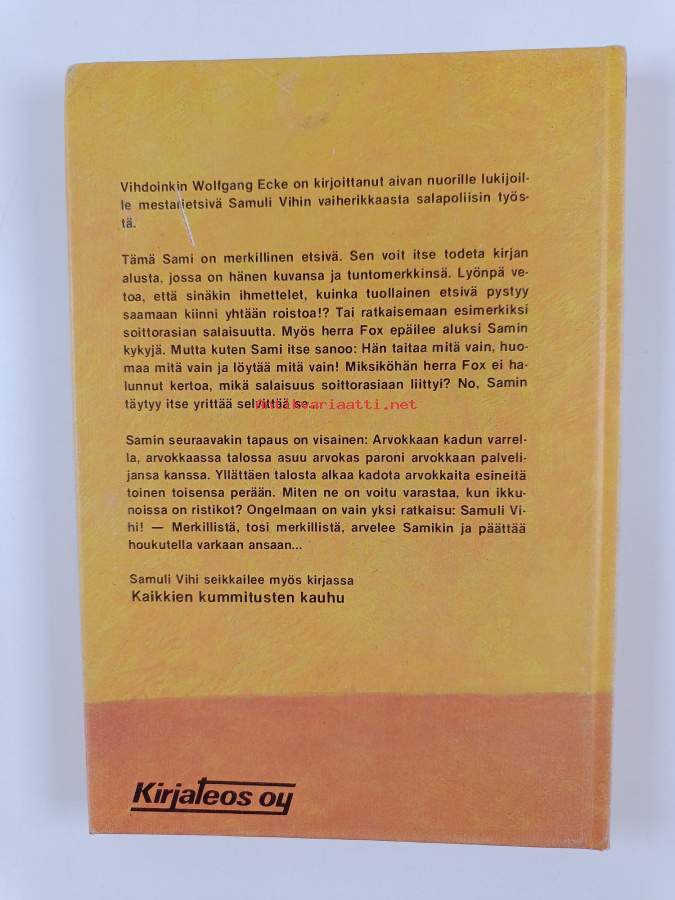 Vihdoinkin Wolfgang Ecke on kirjoittanut aivan nuorille lukijoil-
le mestarietsivä Samuli Vihin vaiherikkaasta salapoliisin työs-
tä.
Tämä Sami on merkillinen etsivä. Sen voit itse todeta kirjan
alusta, jossa on hänen kuvansa ja tuntomerkkinsä. Lyönpä ve-
toa, että sinäkin ihmettelet, kuinka tuollainen etsivä pystyy
saamaan kiinni yhtään roistoa!? Tai ratkaisemaan esimerkiksi
soittorasian salaisuutta. Myös herra Fox epäilee aluksi Samin
kykyjä. Mutta kuten Sami itse sanoo: Hän taitaa mitä vain, huo-
maa mitä vain ja löytää mitä vain! Miksiköhän herra Fox ei ha-
lunnut kertoa, mikä salaisuus soittorasiaan liittyi? No, Samin
täytyy itse yrittää selvittää se.
Antikvariaatti.net
Samin seuraavakin tapaus on visainen: Arvokkaan kadun varrel-
la, arvokkaassa talossa asuu arvokas paroni arvokkaan palveli-
jansa kanssa. Yllättäen talosta alkaa kadota arvokkaita esineitä
toinen toisensa perään. Miten ne on voitu varastaa, kun ikku-
noissa on ristikot? Ongelmaan on vain yksi ratkaisu: Samuli Vi-
hi! — Merkillistä, tosi merkillistä, arvelee Samikin ja päättää
houkutella varkaan ansaan...
Samuli Vihi seikkailee myös kirjassa
Kaikkien kummitusten kauhu
Kirjateos oy